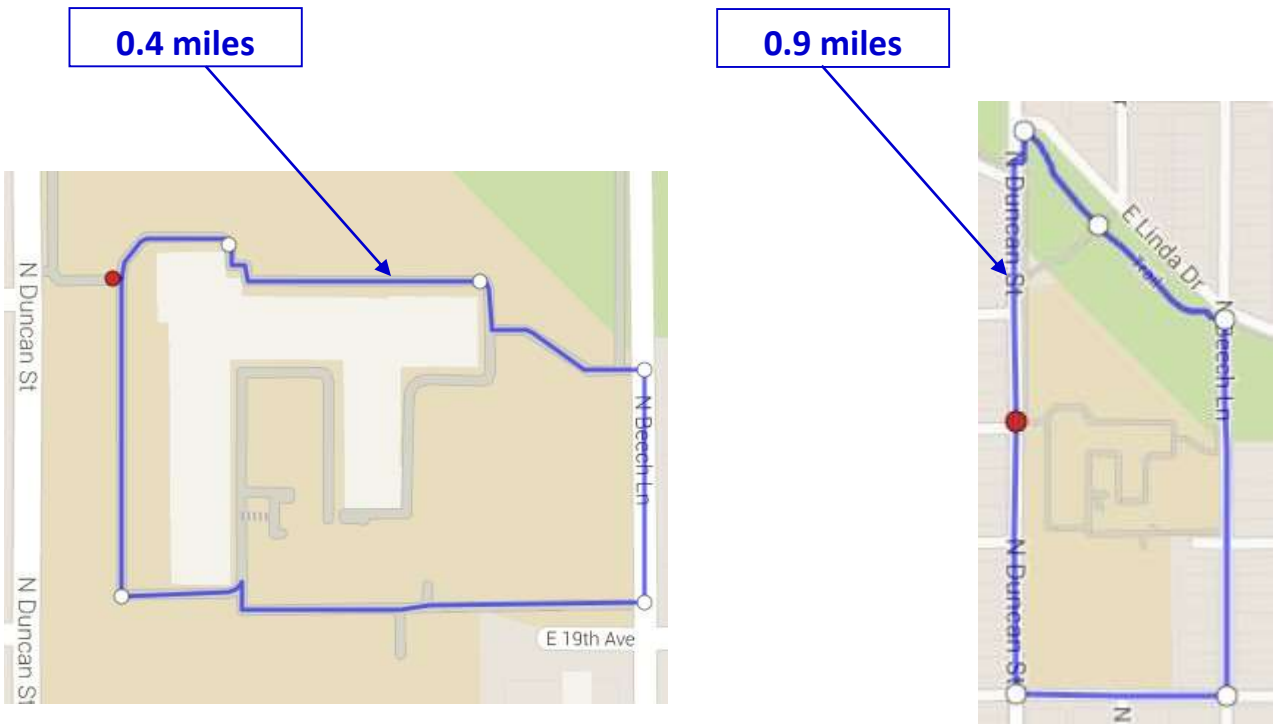 0.4 miles
0.9 miles
N Duncan St
N Duncan St
N Beech Ln
E 19th Ave
N Duncan St
E Linda Dr
Trail
N Beech Ln
N Duncan St
N